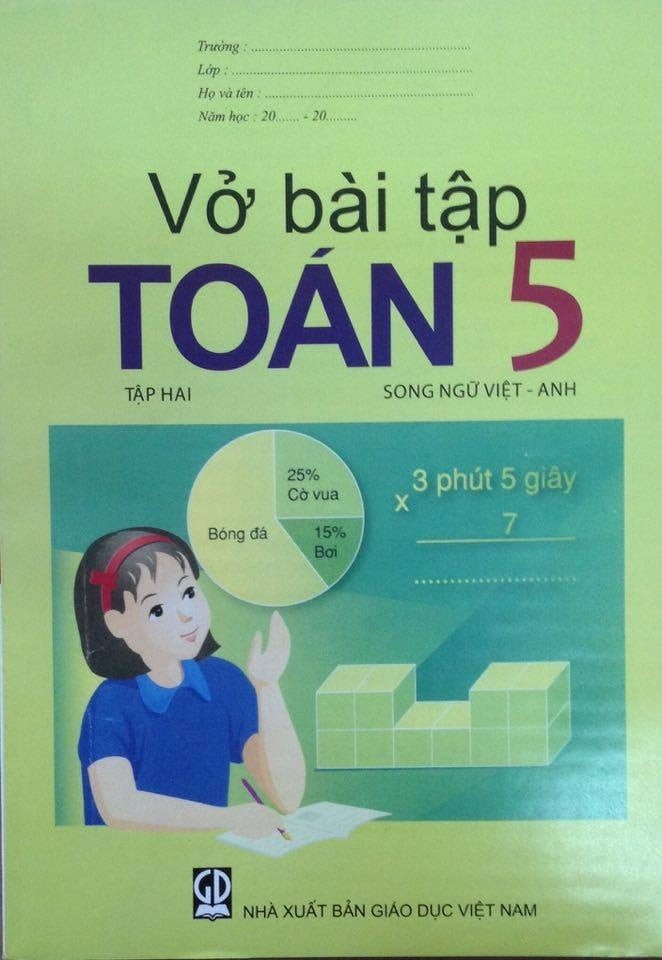 Trường : ........................................................
Lớp : ..............................................................
Họ và tên : .....................................................
Năm học : 20....... - 20.........
Vở bài tập
TOÁN 5
TẬP HAI
SONG NGỮ VIỆT - ANH
25%
Cờ vua
Bóng đá
15%
Bơi
3 phút 5 giây
x
7
..............................
GD
NHÀ XUẤT BẢN GIÁO DỤC VIỆT NAM